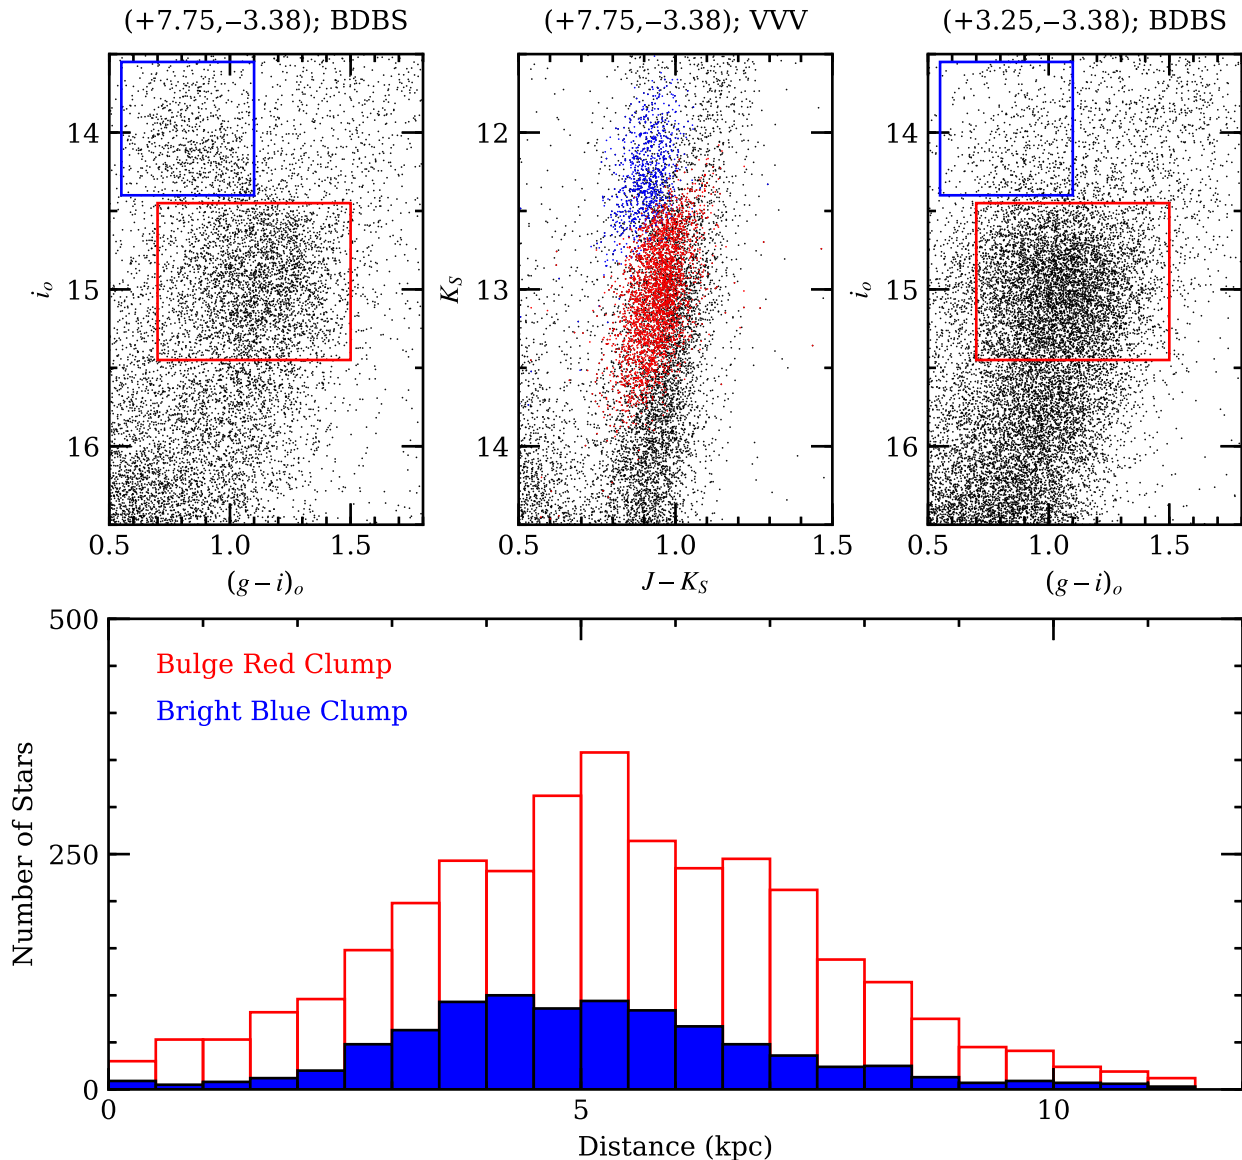 (+7.75,−3.38); BDBS
(+7.75,−3.38); VVV
(+3.25,−3.38); BDBS
14
15
16
i_o
0.5 1.0 1.5
(g − i)_o
12
13
14
K_S
0.5 1.0 1.5
J − K_S
14
15
16
i_o
0.5 1.0 1.5
(g − i)_o
500
250
0
Number of Stars
Bulge Red Clump
Bright Blue Clump
0 5 10
Distance (kpc)